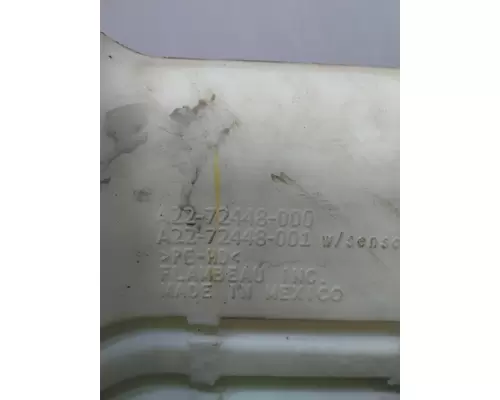 A22-72448-000
A22-72448-001 w/senso
>PE-HD<
FLAMBEAU INC.
MADE IN MEXICO